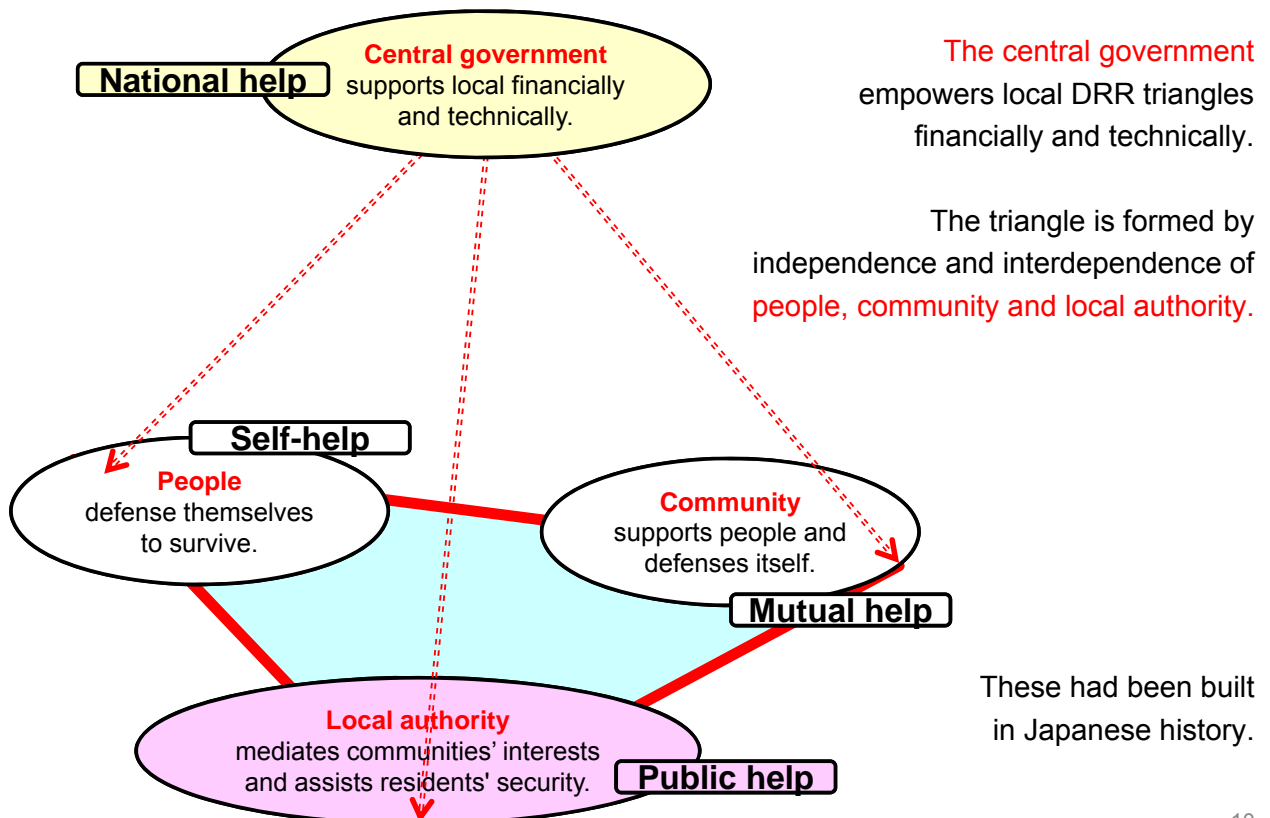 Central government
supports local financially
and technically.
National help
The central government
empowers local DRR triangles
financially and technically.
The triangle is formed by
independence and interdependence of
people, community and local authority.
Self-help
People
defense themselves
to survive.
Community
supports people and
defenses itself.
Mutual help
Local authority
mediates communities’ interests
and assists residents' security.
Public help
These had been built
in Japanese history.